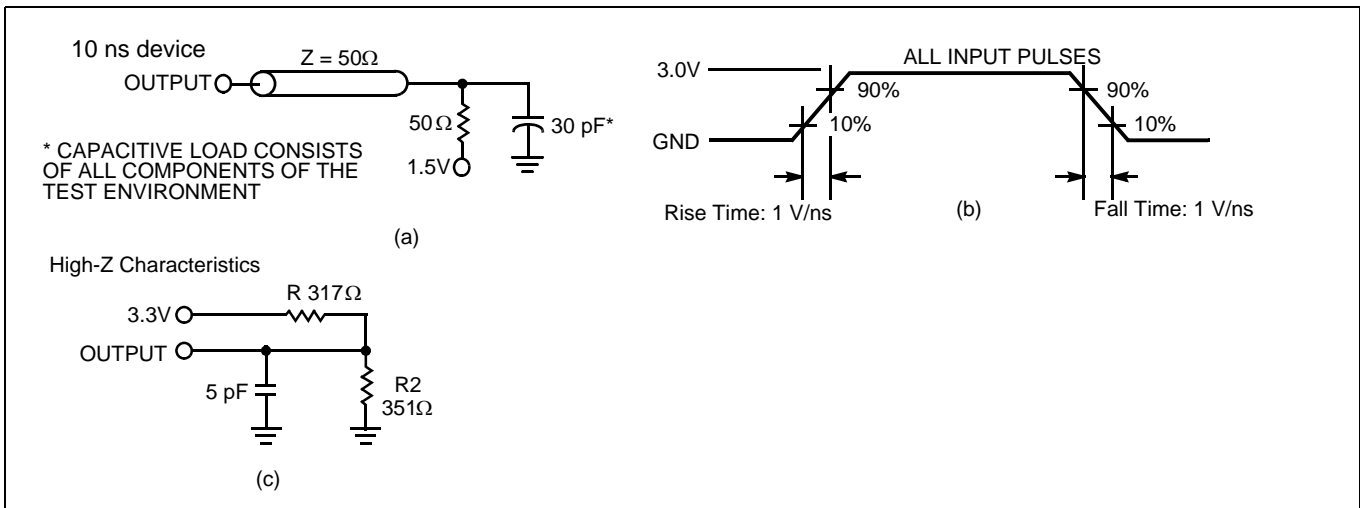 10 ns device
OUTPUT
Z = 50Ω
50Ω
1.5V
30 pF*
* CAPACITIVE LOAD CONSISTS
OF ALL COMPONENTS OF THE
TEST ENVIRONMENT
(a)
ALL INPUT PULSES
3.0V
GND
90%
10%
90%
10%
Rise Time: 1 V/ns
(b)
Fall Time: 1 V/ns
High-Z Characteristics
R 317Ω
3.3V
OUTPUT
5 pF
R2
351Ω
(c)